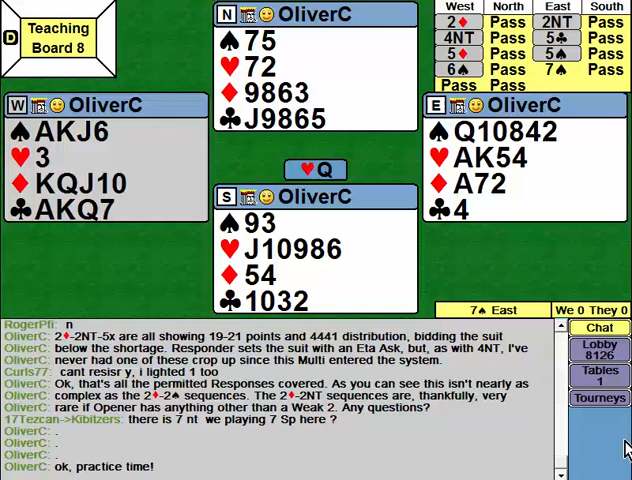 D
Teaching
Board 8
N OliverC
♠75
♥72
♦9863
♣J9865
West North East South
2♦ Pass 2NT Pass
4NT Pass 5♣ Pass
5♦ Pass 5♠ Pass
6♠ Pass 7♠ Pass
Pass Pass
W OliverC
♠AKJ6
♥3
♦KQJ10
♣AKQ7
♥Q
E OliverC
♠Q10842
♥AK54
♦A72
♣4
S OliverC
♠93
♥J10986
♦54
♣1032
7♠ East We 0 They 0
RogerPfi: n
OliverC: 2♦-2NT-5x are all showing 19-21 points and 4441 distribution, bidding the suit
OliverC: below the shortage. Responder sets the suit with an Eta Ask, but, as with 4NT, I've
OliverC: never had one of these crop up since this Multi entered the system.
Curls77: cant resisr y, i lighted 1 too
OliverC: Ok, that's all the permitted Responses covered. As you can see this isn't nearly as
OliverC: complex as the 2♦-2♠ sequences. The 2♦-2NT sequences are, thankfully, very
OliverC: rare if Opener has anything other than a Weak 2. Any questions?
17Tezcan->Kibitzers: there is 7 nt we playing 7 Sp here ?
OliverC: .
OliverC: .
OliverC: .
OliverC: ok, practice time!
Chat
Lobby
8126
Tables
1
Tourneys